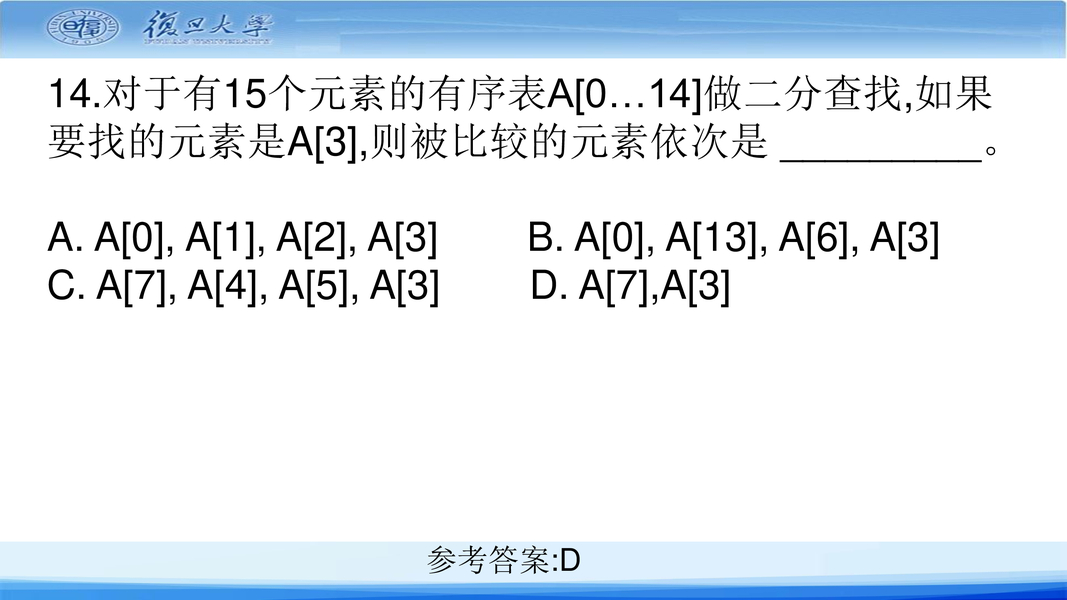 復旦大學
14.对于有15个元素的有序表A[0…14]做二分查找,如果
要找的元素是A[3],则被比较的元素依次是 _________。
A. A[0], A[1], A[2], A[3] B. A[0], A[13], A[6], A[3]
C. A[7], A[4], A[5], A[3] D. A[7],A[3]
参考答案:D